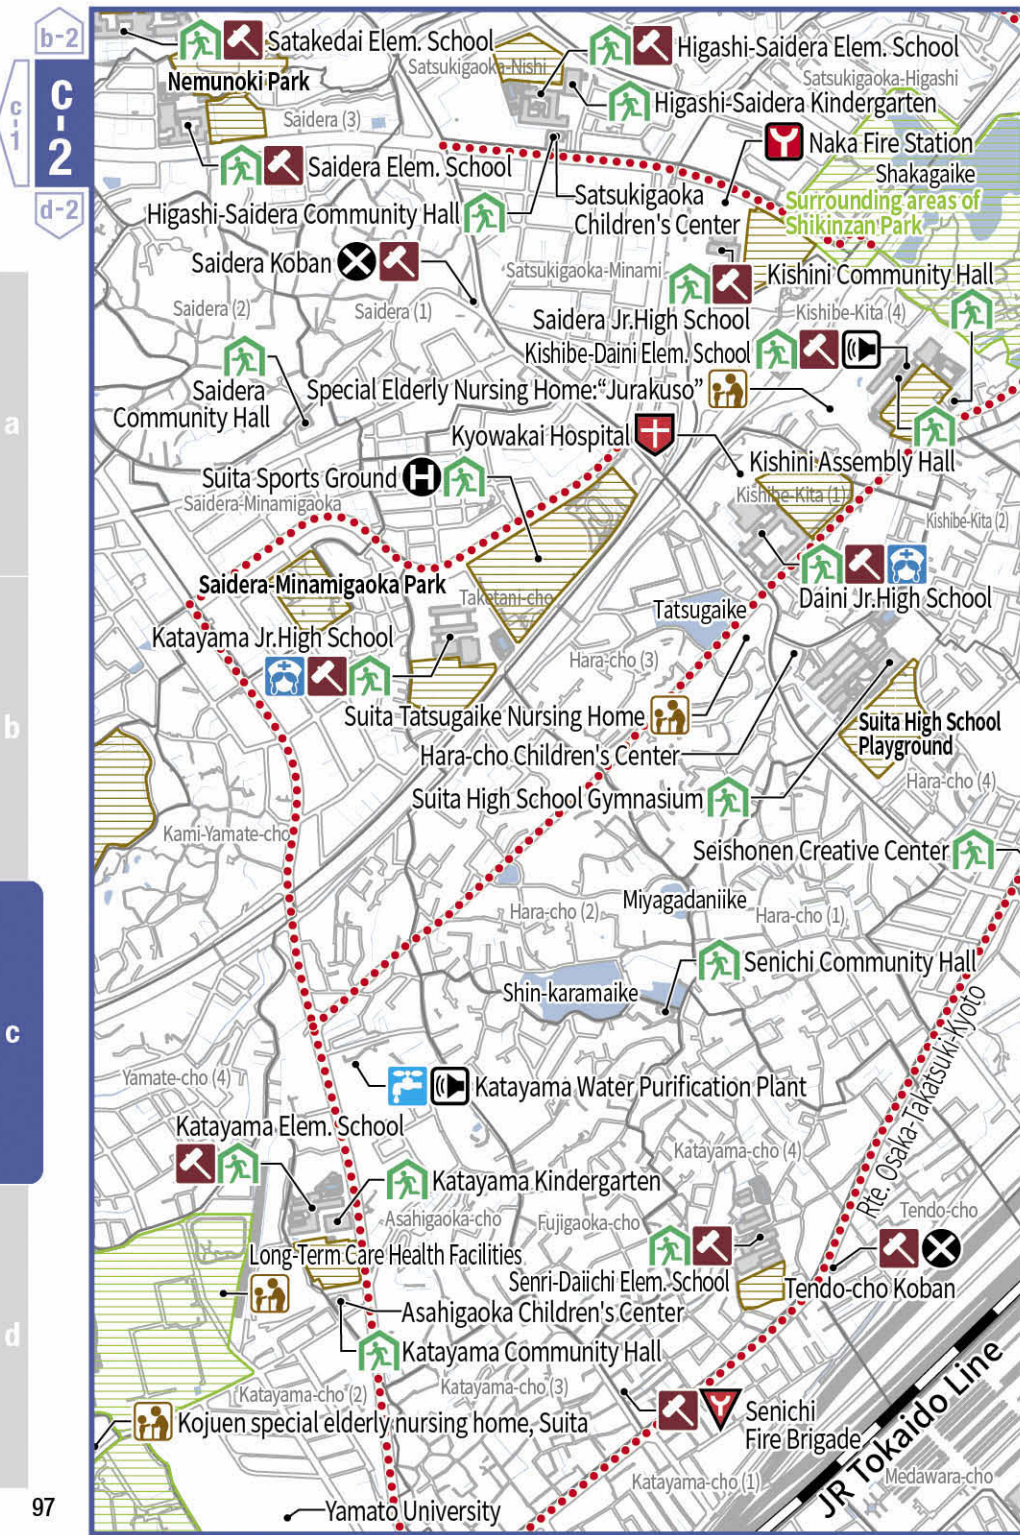 b-2
c-1
c-2
d-2
a
b
c
d
97
Satakedai Elem. School
Nemunoki Park
Satsukigaoka-Nishi
Higashi-Saidera Elem. School
Satsukigaoka-Higashi
Higashi-Saidera Kindergarten
Saidera (3)
Naka Fire Station
Saidera Elem. School
Shakagaike
Satsukigaoka
Children's Center
Surrounding areas of
Shikinzan Park
Higashi-Saidera Community Hall
Saidera Koban
Satsukigaoka-Minami
Kishini Community Hall
Saidera (2)
Saidera (1)
Saidera Jr.High School
Kishibe-Kita (4)
Kishibe-Daini Elem. School
Saidera
Community Hall
Special Elderly Nursing Home:“Jurakuso”
Kyowakai Hospital
H
Suita Sports Ground
Kishini Assembly Hall
Saidera-Minamigaoka
Kishibe-Kita (1)
Kishibe-Kita (2)
Saidera-Minamigaoka Park
Taketani-cho
Daini Jr.High School
Tatsugaike
Katayama Jr.High School
Hara-cho (3)
Suita Tatsugaike Nursing Home
Suita High School
Playground
Hara-cho Children's Center
Hara-cho (4)
Suita High School Gymnasium
Kami-Yamate-cho
Seishonen Creative Center
Miyagadaniike
Hara-cho (2)
Hara-cho (1)
Senichi Community Hall
Shin-karamaike
Rte. Osaka-Takatsuki-Kyoto
Yamate-cho (4)
Katayama Water Purification Plant
Katayama Elem. School
Katayama-cho (4)
Katayama Kindergarten
Asahigaoka-cho
Fujigaoka-cho
Tendo-cho
Long-Term Care Health Facilities
Senri-Daiichi Elem. School
Tendo-cho Koban
Asahigaoka Children's Center
Katayama Community Hall
Katayama-cho (2)
Katayama-cho (3)
Kojuen special elderly nursing home, Suita
Senichi
Fire Brigade
JR Tokaido Line
Katayama-cho (1)
Medawara-cho
Yamato University